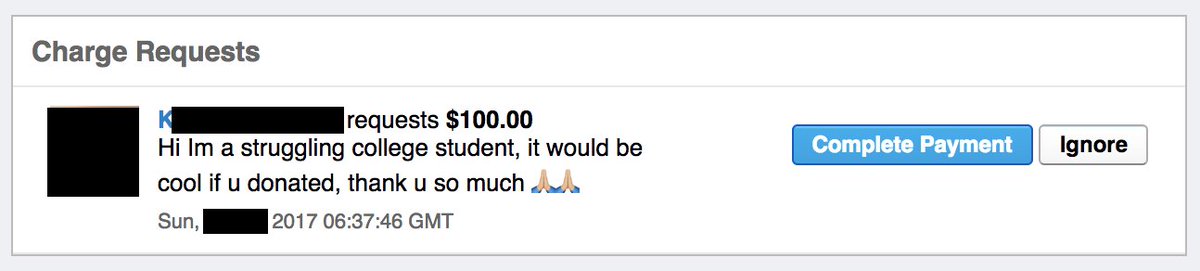 Charge Requests
K requests $100.00
Hi Im a struggling college student, it would be
cool if u donated, thank u so much 🙏🏼🙏🏼
Complete Payment
Ignore
Sun, 2017 06:37:46 GMT